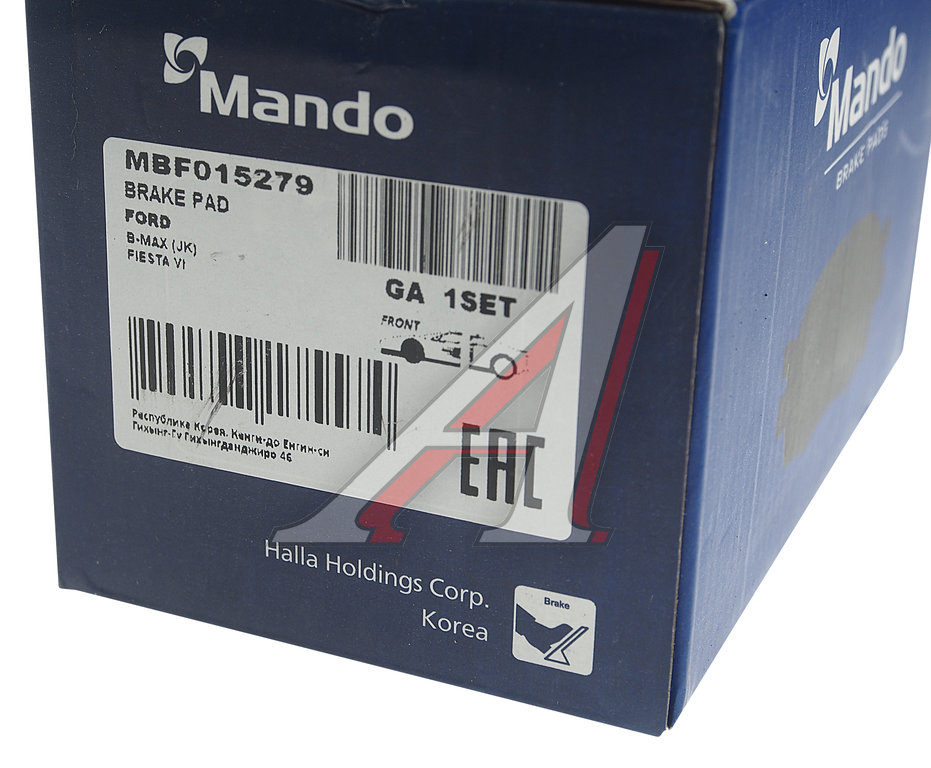 Mando
MBF015279
BRAKE PAD
FORD
B-MAX (JK)
FIESTA VI
GA 1SET
FRONT
Республика Корея, Кенги-до Енгин-си
Гихынг-Гу Гихынгданджиро 46
EAC
Halla Holdings Corp.
Korea
Brake
Mando
BRAKE PADS